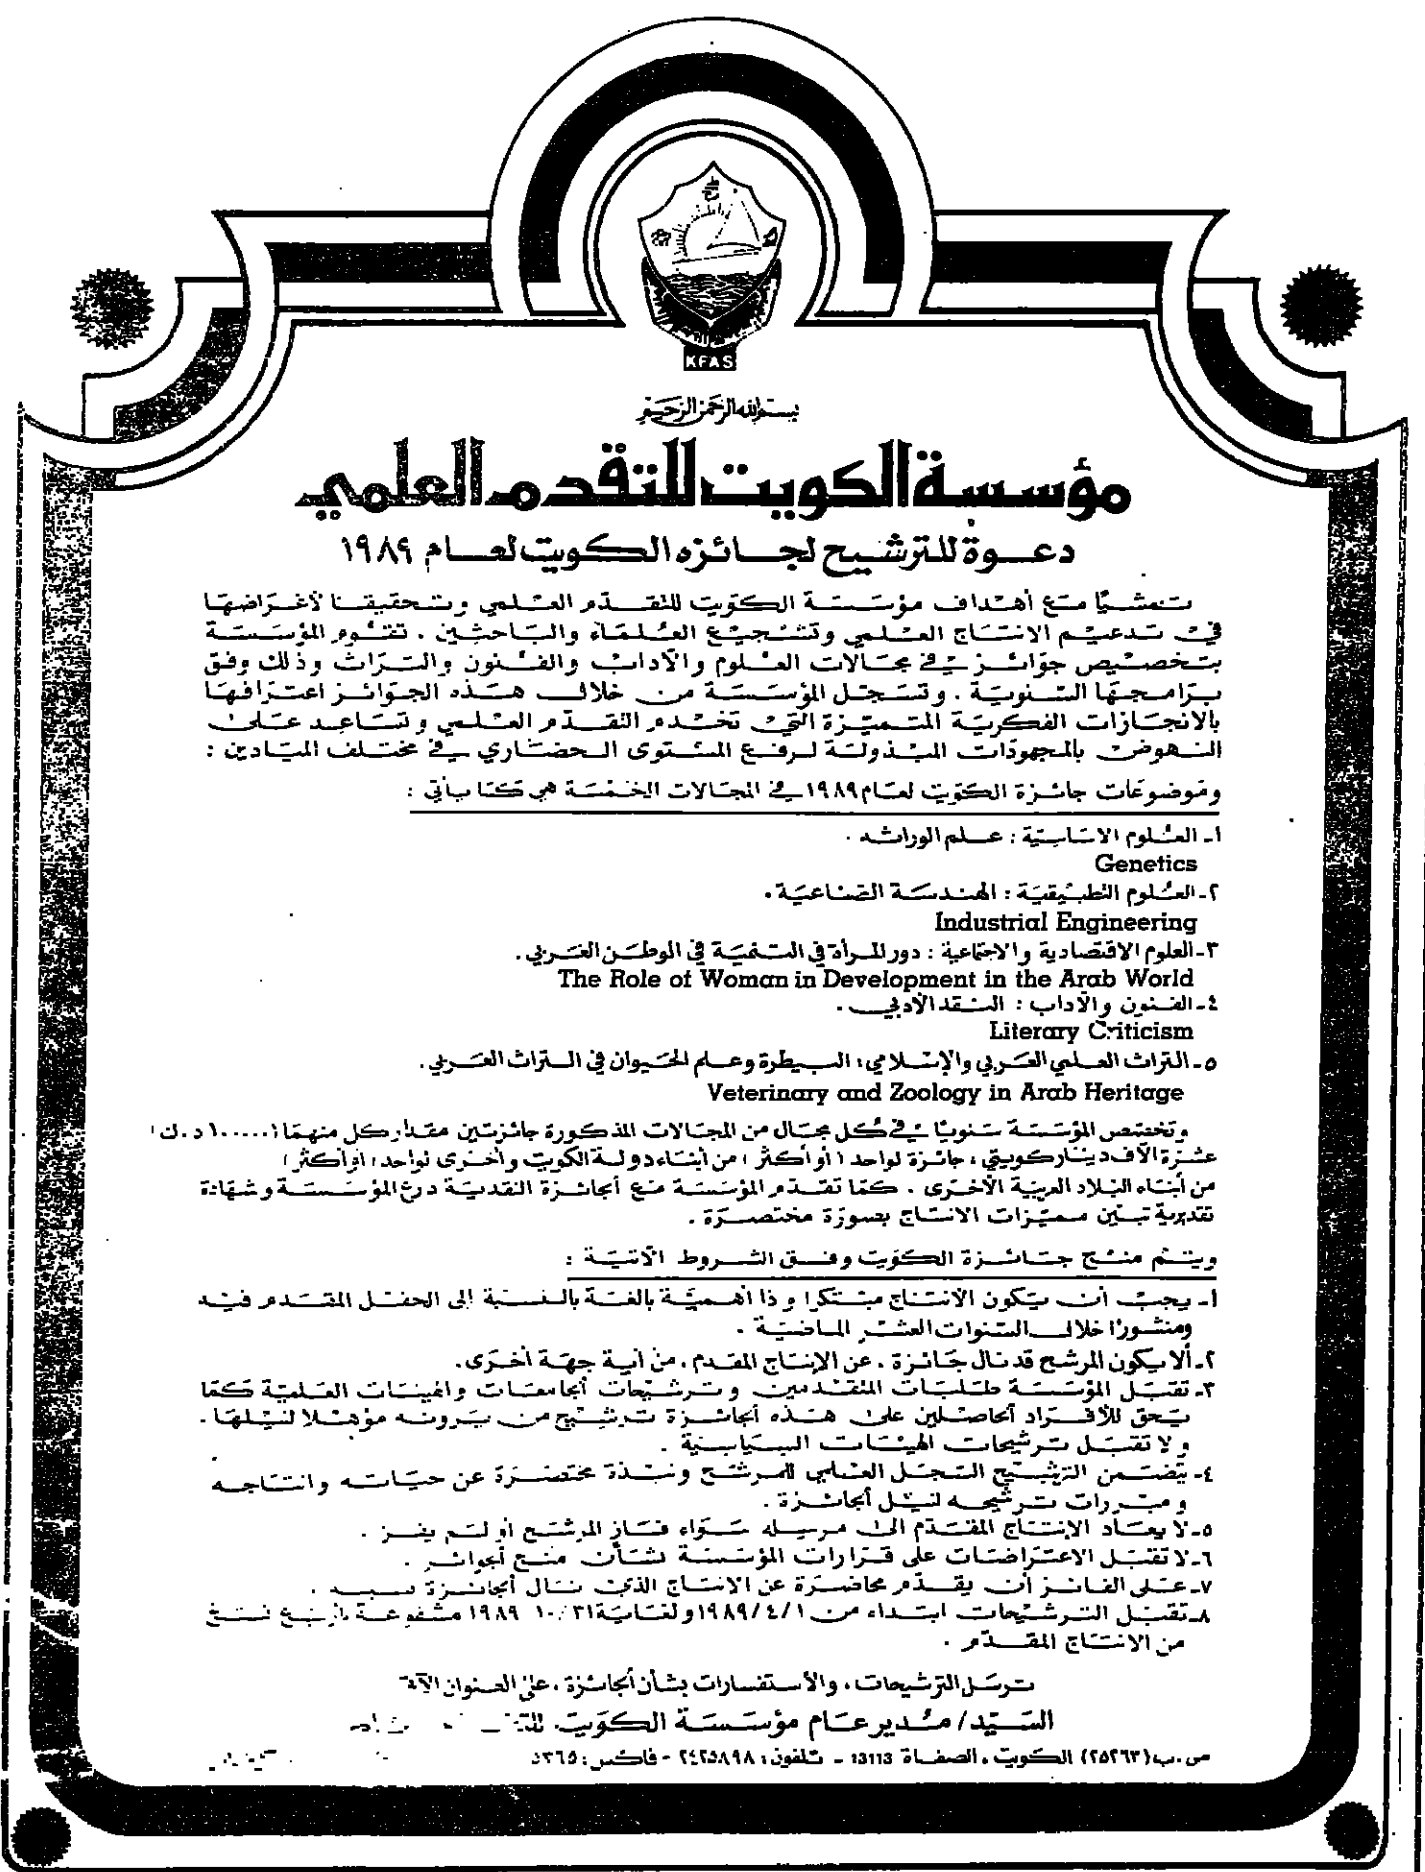 KFAS
بسم الله الرحمن الرحيم
مؤسسة الكويت للتقدم العلمي
دعوة للترشيح لجائزه الكويت لعام ١٩٨٩
تمشيًا مع أهداف مؤسسة الكويت للتقدم العلمي وتحقيقا لأغراضها
في تدعيم الانتاج العلمي وتشجيع العلماء والباحثين . تقوم المؤسسة
بتخصيص جوائز في مجالات العلوم والآداب والفنون والتراث وذلك وفق
برامجها السنوية . وتسجل المؤسسة من خلال هذه الجوائز اعترافها
بالانجازات الفكرية المتميزة التي تخدم التقدم العلمي وتساعد على
النهوض بالمجهودات المبذولة لرفع المستوى الحضاري في مختلف الميادين :
وموضوعات جائزة الكويت لعام ١٩٨٩ في المجالات الخمسة هي كما يأتي :
١- العلوم الاساسية : علم الوراثه .
Genetics
٢- العلوم التطبيقية : الهندسة الصناعية .
Industrial Engineering
٣- العلوم الاقتصادية والاجتماعية : دور المرأة في التنمية في الوطن العربي .
The Role of Woman in Development in the Arab World
٤- الفنون والآداب : النقد الأدبي .
Literary Criticism
٥- التراث العلمي العربي والإسلامي : البيطرة وعلم الحيوان في التراث العربي .
Veterinary and Zoology in Arab Heritage
وتخصص المؤسسة سنويًا في كل مجال من المجالات المذكورة جائزتين مقدار كل منهما (١٠.٠٠٠ د.ك)
عشرة آلاف دينار كويتي ، جائزة لواحد (أو أكثر) من أبناء دولة الكويت وأخرى لواحد (أو أكثر)
من أبناء البلاد العربية الأخرى . كما تقدم المؤسسة مع الجائزة النقدية درع المؤسسة وشهادة
تقديرية تبين مميزات الانتاج بصورة مختصرة .
ويتم منح جائزة الكويت وفق الشروط الآتية :
١- يجب أن يكون الانتاج مبتكرا وذا أهمية بالغة بالنسبة إلى الحقل المقدم فيه
ومنشورًا خلال السنوات العشر الماضية .
٢- ألا يكون المرشح قد نال جائزة ، عن الإنتاج المقدم ، من أية جهة أخرى .
٣- تقبل المؤسسة طلبات المتقدمين وترشيحات الجامعات والهيئات العلمية كما
يحق للأفراد الحاصلين على هذه الجائزة ترشيح من يرونه مؤهلا لنيلها .
ولا تقبل ترشيحات الهيئات السياسية .
٤- يتضمن الترشيح السجل العلمي للمرشح ونبذة مختصرة عن حياته وانتاجه
ومبررات ترشيحه لنيل الجائزة .
٥- لا يعاد الإنتاج المقدم الى مرسله سواء فاز المرشح أو لم يفز .
٦- لا تقبل الاعتراضات على قرارات المؤسسة بشأن منح الجوائز .
٧- على الفائز أن يقدم محاضرة عن الانتاج الذي نال الجائزة بسببه .
٨- تقبل الترشيحات ابتداء من ١٩٨٩/٤/١ ولغاية ١٩٨٩/١٠/٣١ مشفوعة بأربع نسخ
من الانتاج المقدم .
ترسل الترشيحات ، والاستفسارات بشأن الجائزة ، على العنوان الآتي
السيد / مدير عام مؤسسة الكويت
ص.ب (٢٥٢٦٣) الكويت ، الصفاة 13113 - تلفون : ٢٤٢٥٨٩٨ - فاكس :